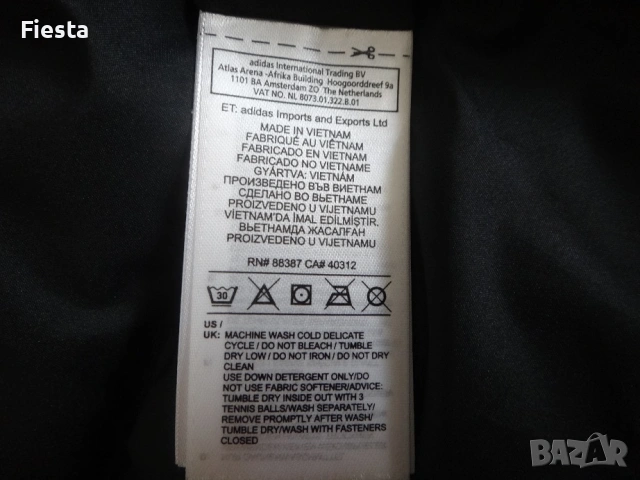 Fiesta
adidas International Trading BV
Atlas Arena -Afrika Building Hoogoorddreef 9a
1101 BA Amsterdam ZO The Netherlands
VAT NO. NL 8073.01.322.B.01
ET: adidas Imports and Exports Ltd
MADE IN VIETNAM
FABRIQUÉ AU VIÊTNAM
FABRICADO EN VIETNAM
FABRICADO NO VIETNAME
GYÁRTVA: VIETNÁM
ПРОИЗВЕДЕНО ВЪВ ВИЕТНАМ
СДЕЛАНО ВО ВЬЕТНАМЕ
PROIZVEDENO U VIJETNAMU
VİETNAM'DA İMAL EDİLMİŞTİR.
ВЬЕТНАМДА ЖАСАЛҒАН
PROIZVEDENO U VIJETNAMU
RN# 88387 CA# 40312
30
US /
UK: MACHINE WASH COLD DELICATE
CYCLE / DO NOT BLEACH / TUMBLE
DRY LOW / DO NOT IRON / DO NOT DRY
CLEAN
USE DOWN DETERGENT ONLY/DO
NOT USE FABRIC SOFTENER/ADVICE:
TUMBLE DRY INSIDE OUT WITH 3
TENNIS BALLS/WASH SEPARATELY/
REMOVE PROMPTLY AFTER WASH/
TUMBLE DRY/WASH WITH FASTENERS
CLOSED
BAZAR